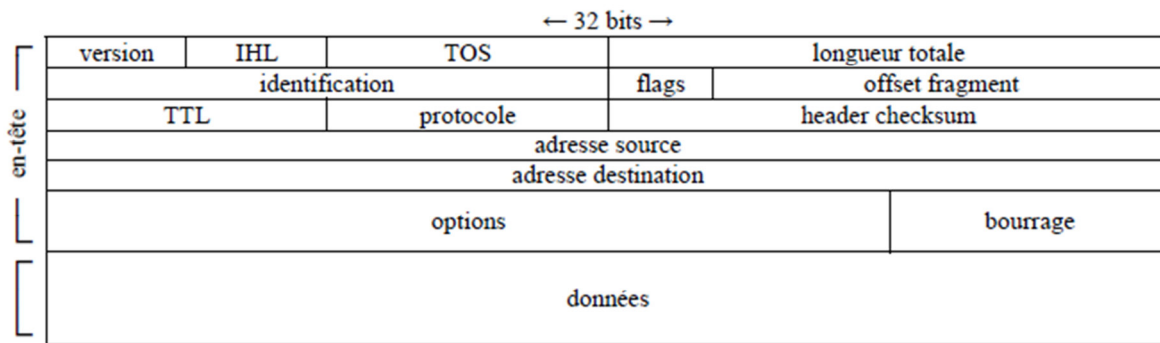 ← 32 bits →
version IHL TOS longueur totale
identification flags offset fragment
TTL protocole header checksum
adresse source
adresse destination
en-tête
options bourrage
données